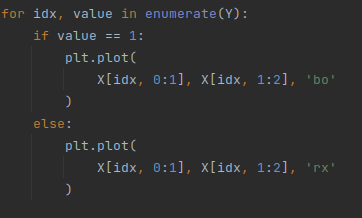 for idx, value in enumerate(Y):
    if value == 1:
        plt.plot(
            X[idx, 0:1], X[idx, 1:2], 'bo'
        )
    else:
        plt.plot(
            X[idx, 0:1], X[idx, 1:2], 'rx'
        )